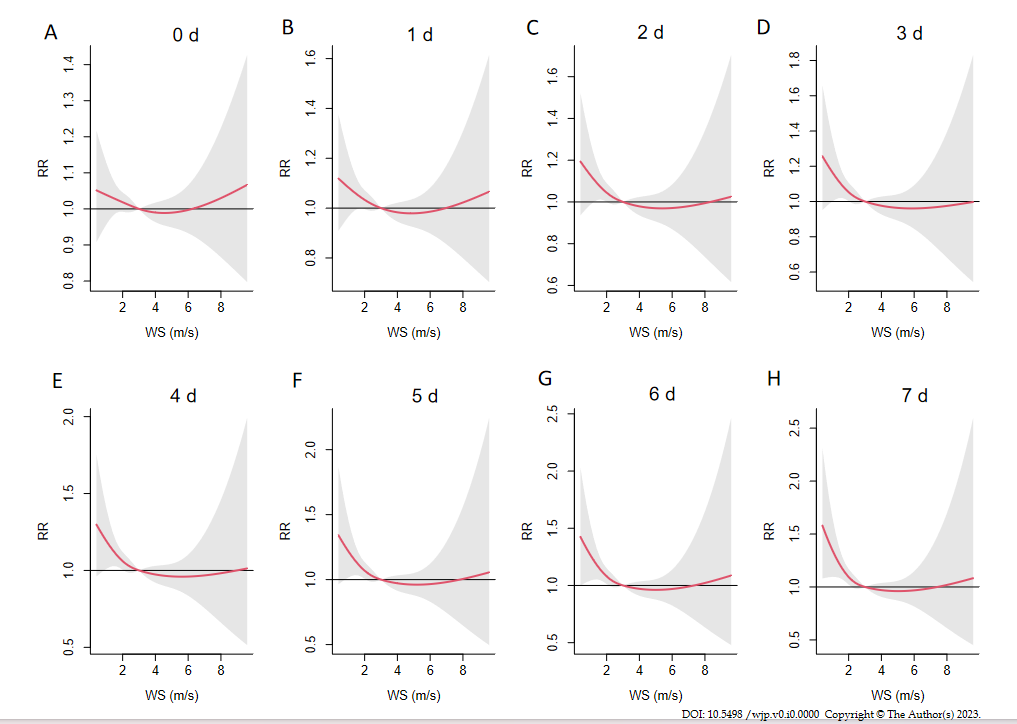 A
0 d
RR
1.4
1.3
1.2
1.1
1.0
0.9
0.8
2 4 6 8
WS (m/s)
B
1 d
1.6
1.4
1.2
1.0
0.8
2 4 6 8
WS (m/s)
C
2 d
RR
1.6
1.4
1.2
1.0
0.8
0.6
2 4 6 8
WS (m/s)
D
3 d
RR
1.8
1.6
1.4
1.2
1.0
0.8
0.6
2 4 6 8
WS (m/s)
E
4 d
RR
2.0
1.5
1.0
0.5
2 4 6 8
WS (m/s)
F
5 d
RR
2.0
1.5
1.0
0.5
2 4 6 8
WS (m/s)
G
6 d
RR
2.5
2.0
1.5
1.0
0.5
2 4 6 8
WS (m/s)
H
7 d
RR
2.5
2.0
1.5
1.0
0.5
2 4 6 8
WS (m/s)
DOI: 10.5498 /wjp.v0.i0.0000 Copyright © The Author(s) 2023.